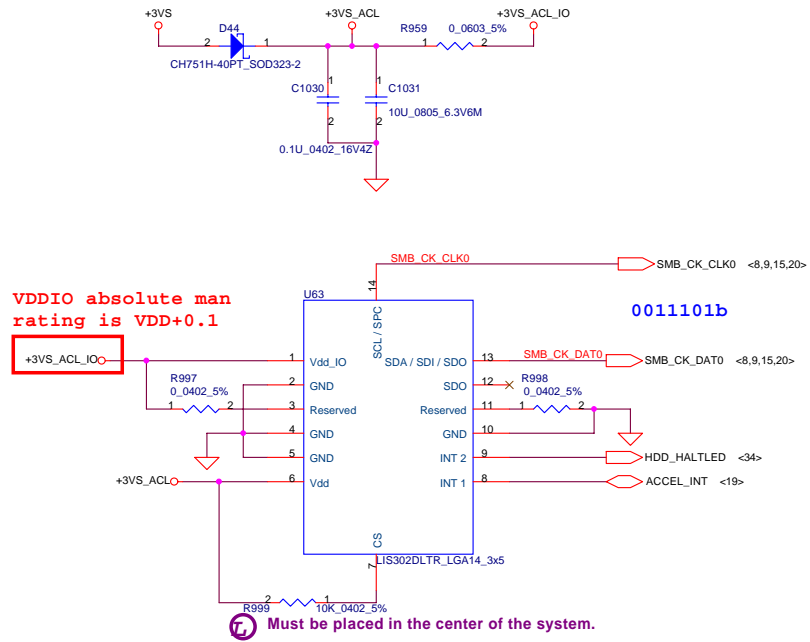 +3VS +3VS_ACL +3VS_ACL_IO
D44 R959 0_0603_5%
2 1 1 2
CH751H-40PT_SOD323-2
1 1
C1030 C1031
10U_0805_6.3V6M
2 2
0.1U_0402_16V4Z
SMB_CK_CLK0 SMB_CK_CLK0 <8,9,15,20>
14
U63
VDDIO absolute man
rating is VDD+0.1
0011101b
SCL / SPC
+3VS_ACL_IO 1 Vdd_IO SDA / SDI / SDO 13 SMB_CK_DAT0 SMB_CK_DAT0 <8,9,15,20>
R997 2 GND SDO 12 R998
0_0402_5% 0_0402_5%
1 2 3 Reserved Reserved 11 1 2
4 GND GND 10
5 GND INT 2 9 HDD_HALTLED <34>
+3VS_ACL 6 Vdd INT 1 8 ACCEL_INT <19>
CS
7 LIS302DLTR_LGA14_3x5
2 1
R999 10K_0402_5%
Must be placed in the center of the system.